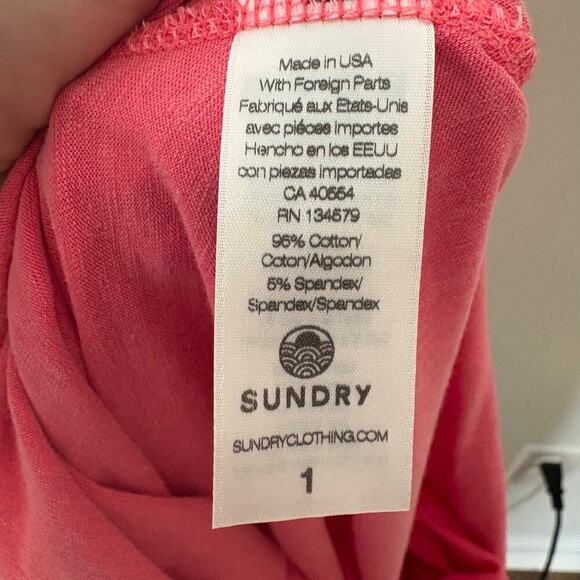 Made in USA
With Foreign Parts
Fabriqué aux Etats-Unis
avec piéces importes
Hencho en los EEUU
con piezas importadas
CA 40554
RN 134579
95% Cotton/
Coton/Algodon
5% Spandex/
Spandex/Spandex
SUNDRY
SUNDRYCLOTHING.COM
1